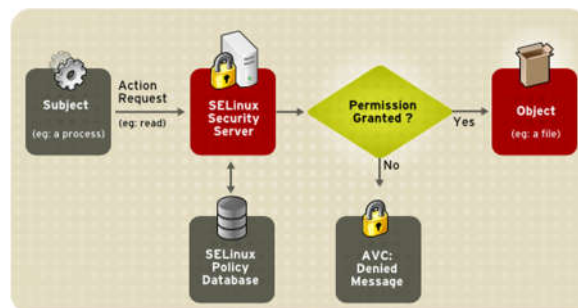 Subject
(eg: a process)
Action
Request
(eg: read)
SELinux
Security
Server
Permission
Granted ?
Yes
Object
(eg: a file)
No
SELinux
Policy
Database
AVC:
Denied
Message